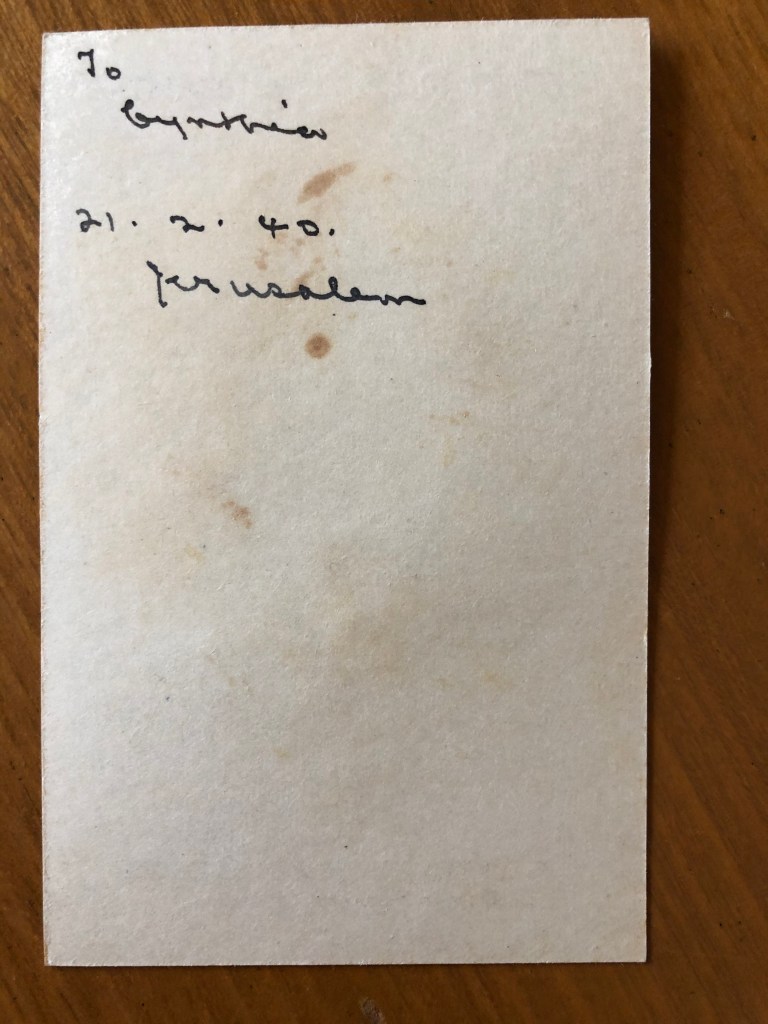 To
Cynthia
21. 2. 40.
Jerusalem